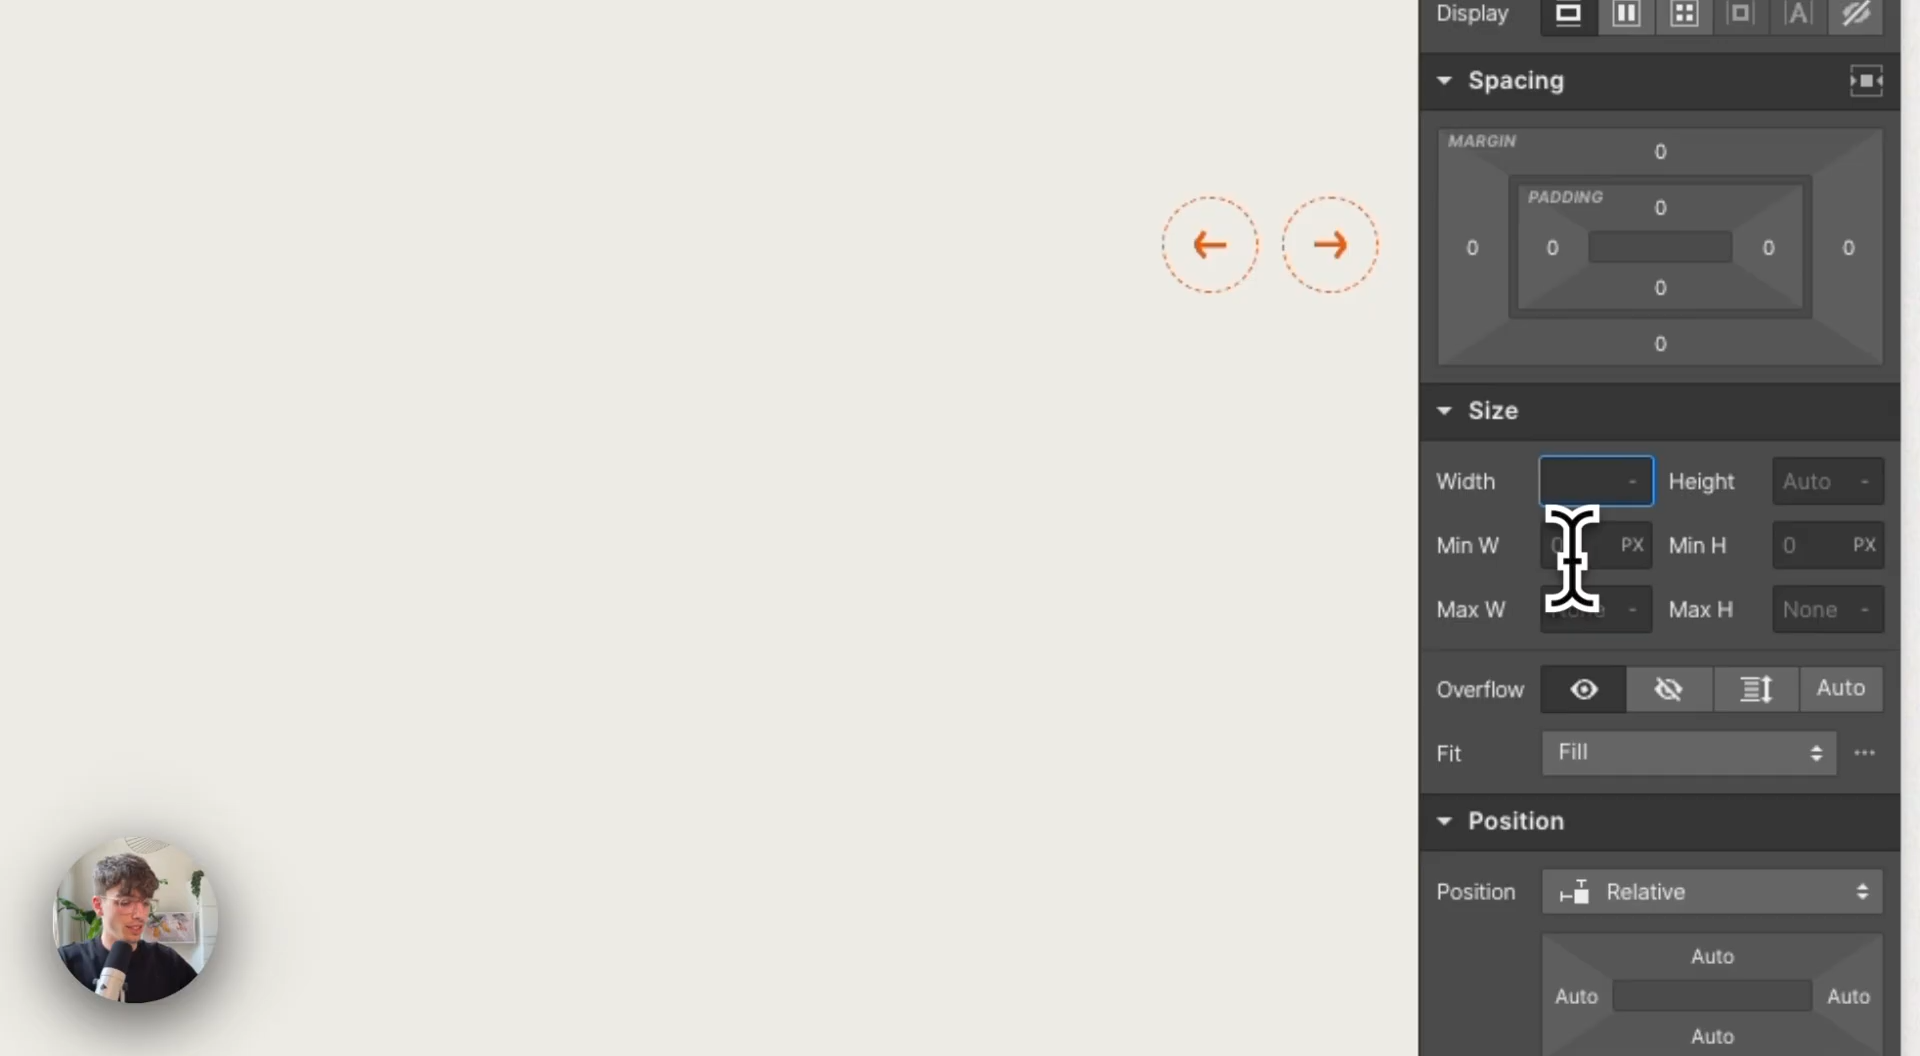 Display
Spacing
MARGIN
0
PADDING
0
0 0 0 0
0
0
Size
Width - Height Auto -
Min W 0 PX Min H 0 PX
Max W None - Max H None -
Overflow Auto
Fit Fill
Position
Position Relative
Auto
Auto Auto
Auto